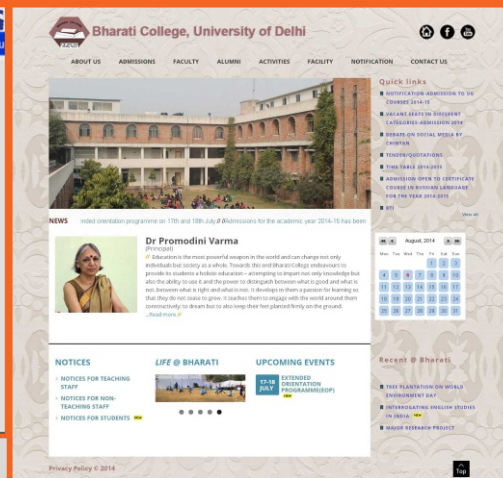 Bharati College, University of Delhi
ABOUT US ADMISSIONS FACULTY ALUMNI ACTIVITIES FACILITY NOTIFICATION CONTACT US
Quick links
NOTIFICATION-ADMISSION TO UG
COURSES 2014-15
VACANT SEATS IN DIFFERENT
CATEGORIES-ADMISSION 2014
DEBATE ON SOCIAL MEDIA BY
CHINTAN
TENDER/QUOTATIONS
TIME TABLE 2014-2015
ADMISSION OPEN TO CERTIFICATE
COURSE IN RUSSIAN LANGUAGE
FOR THE YEAR 2014-2015
RTI
View all
NEWS nded orientation programme on 17th and 18th July // //Admissions for the academic year 2014-15 has been
Dr Promodini Varma
(Principal)
// Education is the most powerful weapon in the world and can change not only
individuals but society as a whole. Towards this end Bharati College endeavours to
provide its students a holistic education – attempting to impart not only knowledge but
also the ability to use it and the power to distinguish between what is good and what is
not, between what is right and what is not. It develops in them a passion for learning so
that they do not cease to grow. It teaches them to engage with the world around them
constructively; to dream but to also keep their feet planted firmly on the ground.
...Read more //
August, 2014
Mon Tue Wed Thu Fri Sat Sun
1 2 3
4 5 6 7 8 9 10
11 12 13 14 15 16 17
18 19 20 21 22 23 24
25 26 27 28 29 30 31
NOTICES
NOTICES FOR TEACHING
STAFF
NOTICES FOR NON-
TEACHING STAFF
NOTICES FOR STUDENTS NEW
LIFE @ BHARATI
UPCOMING EVENTS
17-18
JULY
EXTENDED
ORIENTATION
PROGRAMME(EOP)
NEW
Recent @ Bharati
TREE PLANTATION ON WORLD
ENVIRONMENT DAY
INTERROGATING ENGLISH STUDIES
IN INDIA NEW
MAJOR RESEARCH PROJECT
Privacy Policy © 2014
Top